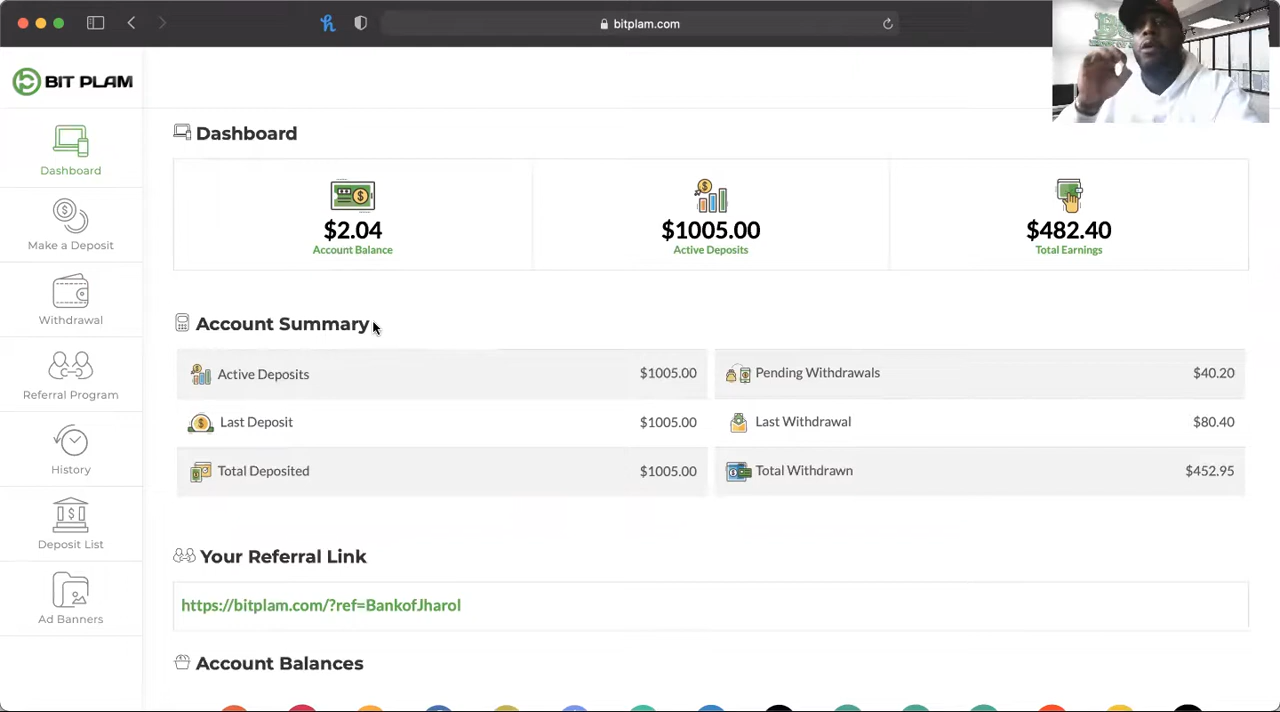 bitplam.com
BIT PLAM
Dashboard
Make a Deposit
Withdrawal
Referral Program
History
Deposit List
Ad Banners
Dashboard
$2.04
Account Balance
$1005.00
Active Deposits
$482.40
Total Earnings
Account Summary
Active Deposits $1005.00
Last Deposit $1005.00
Total Deposited $1005.00
Pending Withdrawals $40.20
Last Withdrawal $80.40
Total Withdrawn $452.95
Your Referral Link
https://bitplam.com/?ref=BankofJharol
Account Balances